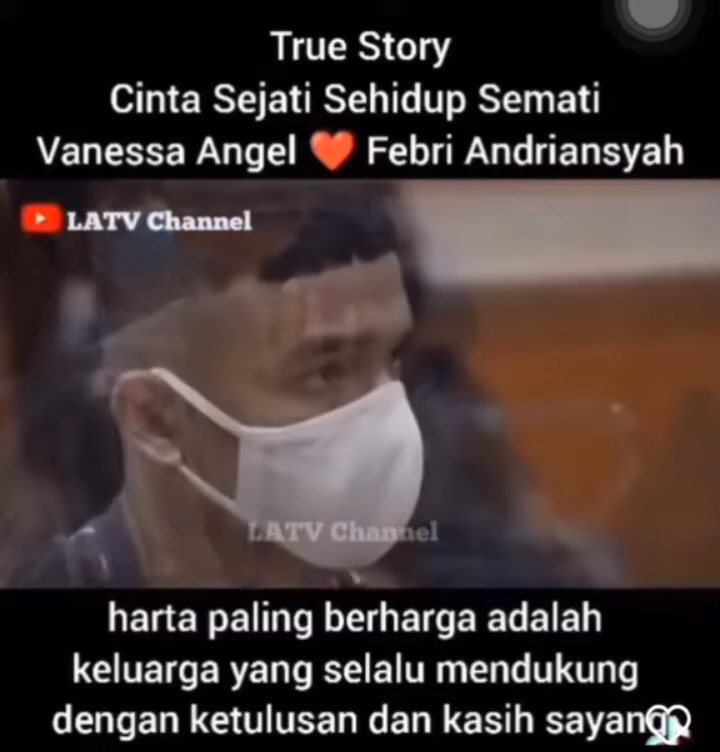 True Story
Cinta Sejati Sehidup Semati
Vanessa Angel ❤️ Febri Andriansyah
LATV Channel
LATV Channel
harta paling berharga adalah
keluarga yang selalu mendukung
dengan ketulusan dan kasih sayang